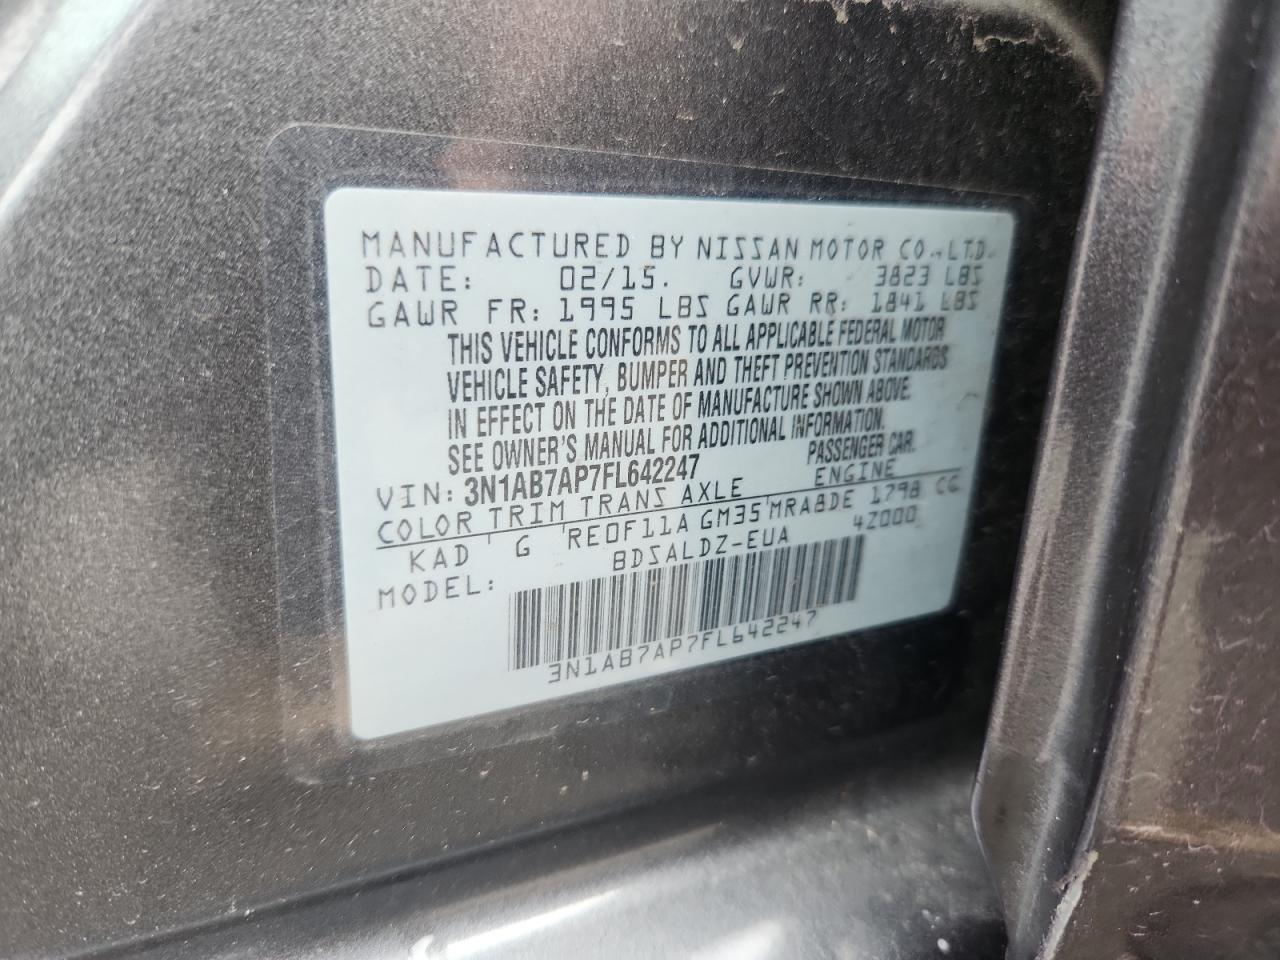 MANUFACTURED BY NISSAN MOTOR CO., LTD.
DATE: 02/15. GVWR: 3823 LBS
GAWR FR: 1995 LBS GAWR RR: 1841 LBS
THIS VEHICLE CONFORMS TO ALL APPLICABLE FEDERAL MOTOR
VEHICLE SAFETY, BUMPER AND THEFT PREVENTION STANDARDS
IN EFFECT ON THE DATE OF MANUFACTURE SHOWN ABOVE.
SEE OWNER'S MANUAL FOR ADDITIONAL INFORMATION.
VIN: 3N1AB7AP7FL642247 PASSENGER CAR.
COLOR TRIM TRANS AXLE ENGINE
KAD G RE0F11A GM35 MRA8DE 1798 CC
MODEL: BDSALDZ-EUA 4Z000
3N1AB7AP7FL642247